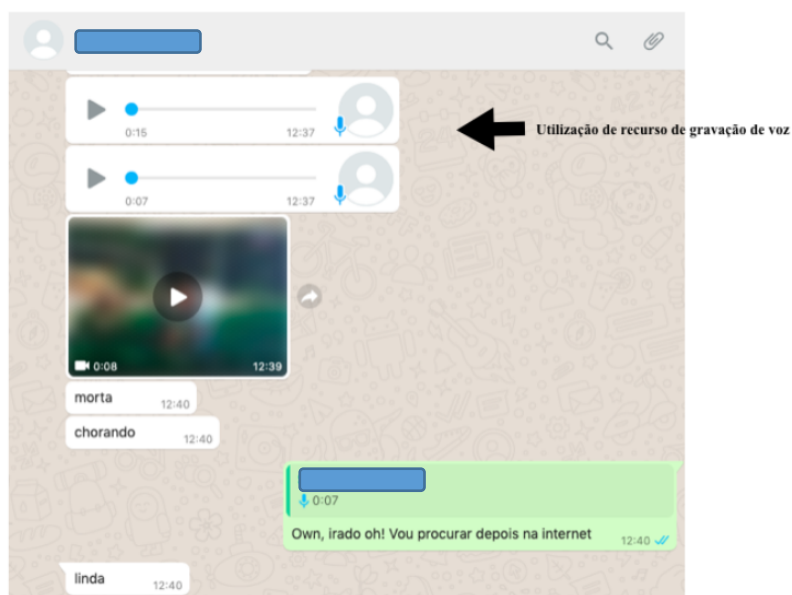 0:15 12:37
Utilização de recurso de gravação de voz
0:07 12:37
0:08 12:39
morta 12:40
chorando 12:40
0:07
Own, irado oh! Vou procurar depois na internet 12:40
linda 12:40